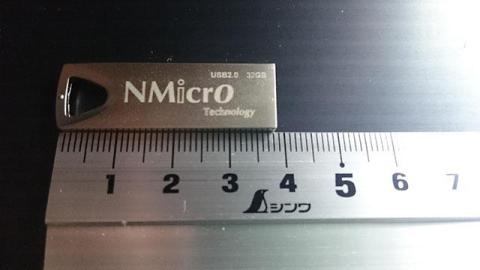 USB2.0 32GB
NMicro
Technology
1 2 3 4 5 6 7
シンワ